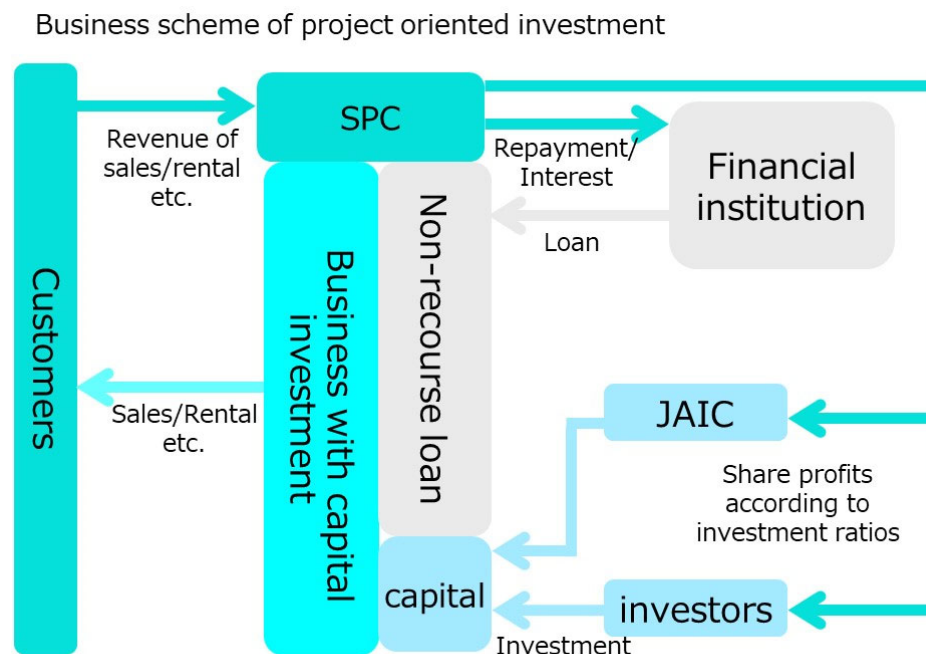 Business scheme of project oriented investment
SPC
Revenue of
sales/rental
etc.
Repayment/
Interest
Financial
institution
Loan
Customers
Business with capital
investment
Non-recourse loan
Sales/Rental
etc.
JAIC
Share profits
according to
investment ratios
capital
investors
Investment